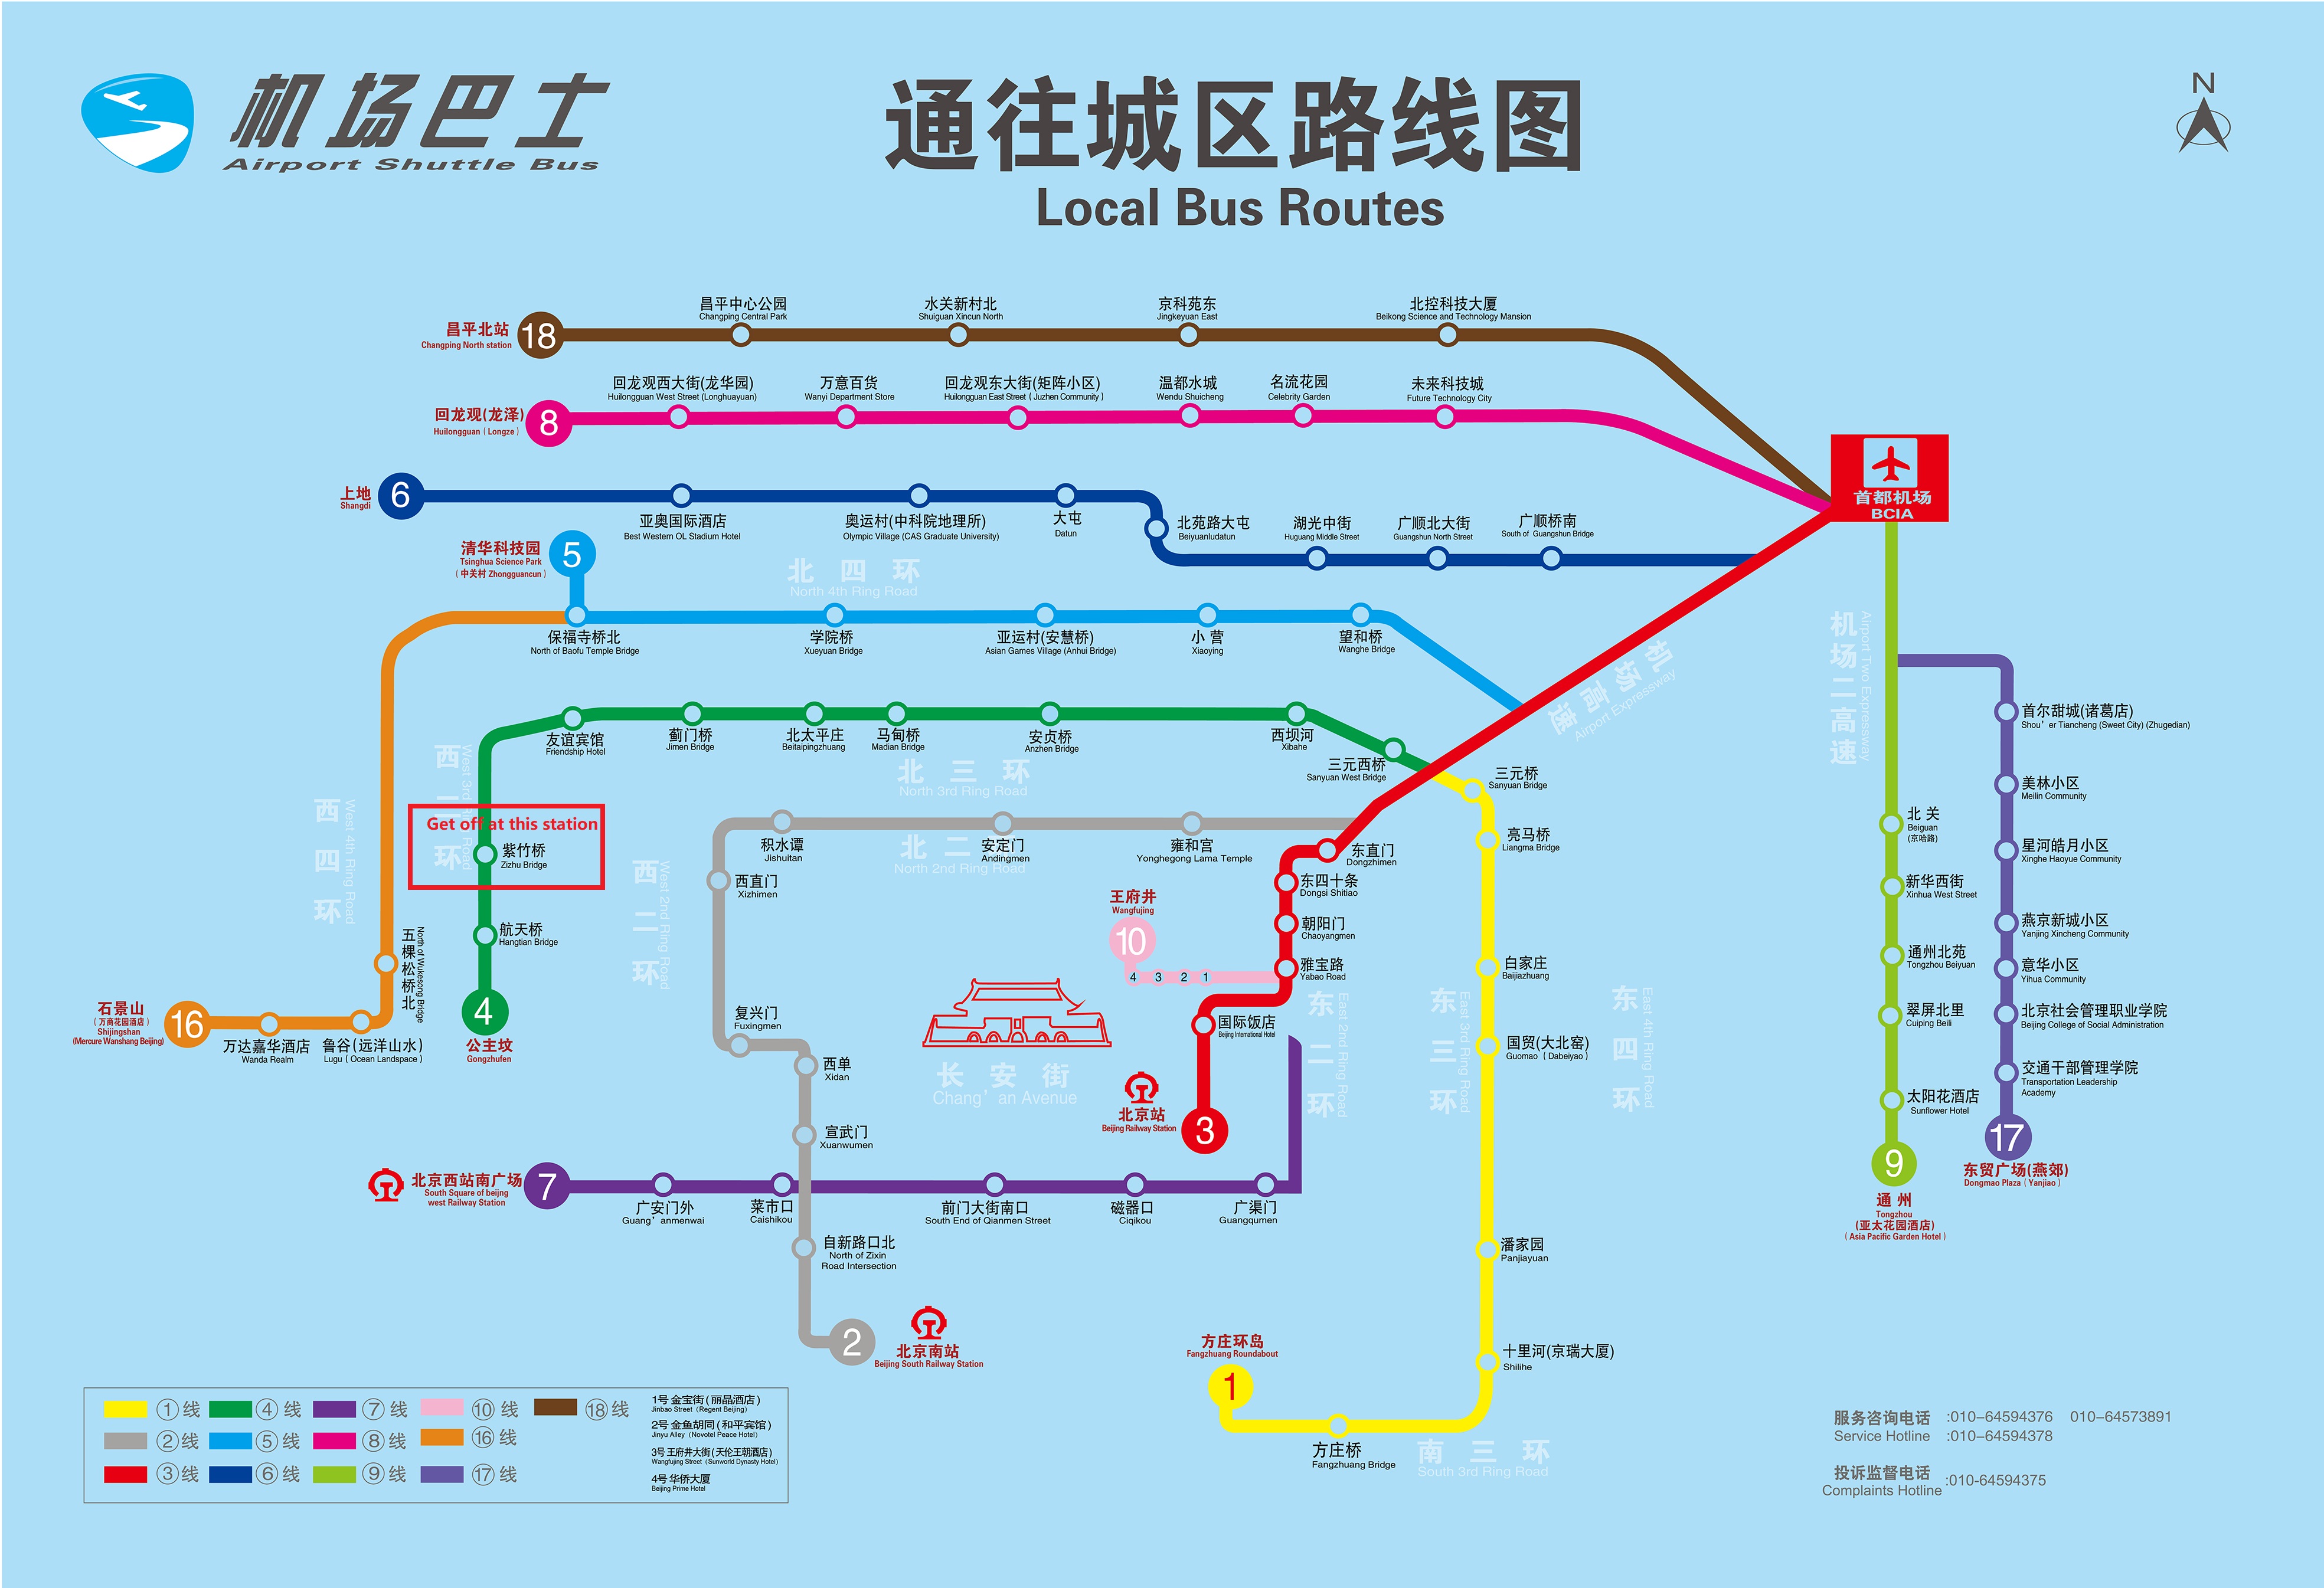 机场巴士
Airport Shuttle Bus
通往城区路线图
Local Bus Routes
N
昌平北站
Changping North station
18
昌平中心公园
Changping Central Park
水关新村北
Shuiguan Xincun North
京科苑东
Jingkeyuan East
北控科技大厦
Beikong Science and Technology Mansion
回龙观(龙泽)
Huilongguan ( Longze )
8
回龙观西大街(龙华园)
Huilongguan West Street (Longhuayuan)
万意百货
Wanyi Department Store
回龙观东大街(矩阵小区)
Huilongguan East Street ( Juzhen Community )
温都水城
Wendu Shuicheng
名流花园
Celebrity Garden
未来科技城
Future Technology City
首都机场
BCIA
上地
Shangdi
6
亚奥国际酒店
Best Western OL Stadium Hotel
奥运村(中科院地理所)
Olympic Village (CAS Graduate University)
大屯
Datun
北苑路大屯
Beiyuanludatun
湖光中街
Huguang Middle Street
广顺北大街
Guangshun North Street
广顺桥南
South of Guangshun Bridge
清华科技园
Tsinghua Science Park
( 中关村 Zhongguancun )
5
北四环
North 4th Ring Road
保福寺桥北
North of Baofu Temple Bridge
学院桥
Xueyuan Bridge
亚运村(安慧桥)
Asian Games Village (Anhui Bridge)
小 营
Xiaoying
望和桥
Wanghe Bridge
机场高速
Airport Expressway
机场二高速
Airport Two Expressway
友谊宾馆
Friendship Hotel
蓟门桥
Jimen Bridge
北太平庄
Beitaipingzhuang
马甸桥
Madian Bridge
安贞桥
Anzhen Bridge
西坝河
Xibahe
三元西桥
Sanyuan West Bridge
三元桥
Sanyuan Bridge
北三环
North 3rd Ring Road
西三环
West 3rd Ring Road
Get off at this station
紫竹桥
Zizhu Bridge
航天桥
Hangtian Bridge
4
公主坟
Gongzhufen
西四环
West 4th Ring Road
五棵松桥北
North of Wukesong Bridge
石景山
( 万商花园酒店 )
Shijingshan
(Mercure Wanshang Beijing)
16
万达嘉华酒店
Wanda Realm
鲁谷(远洋山水)
Lugu ( Ocean Landspace )
积水谭
Jishuitan
安定门
Andingmen
雍和宫
Yonghegong Lama Temple
北二环
North 2nd Ring Road
西直门
Xizhimen
西二环
West 2nd Ring Road
复兴门
Fuxingmen
西单
Xidan
宣武门
Xuanwumen
自新路口北
North of Zixin
Road Intersection
2
北京南站
Beijing South Railway Station
东直门
Dongzhimen
东四十条
Dongsi Shitiao
朝阳门
Chaoyangmen
雅宝路
Yabao Road
王府井
Wangfujing
10
4 3 2 1
国际饭店
Beijing International Hotel
北京站
Beijing Railway Station
3
长安街
Chang' an Avenue
东二环
East 2nd Ring Road
东三环
East 3rd Ring Road
东四环
East 4th Ring Road
亮马桥
Liangma Bridge
白家庄
Baijiazhuang
国贸(大北窑)
Guomao ( Dabeiyao )
潘家园
Panjiayuan
十里河(京瑞大厦)
Shilihe
方庄环岛
Fangzhuang Roundabout
1
方庄桥
Fangzhuang Bridge
南三环
South 3rd Ring Road
北京西站南广场
South Square of beijng
west Railway Station
7
广安门外
Guang' anmenwai
菜市口
Caishikou
前门大街南口
South End of Qianmen Street
磁器口
Ciqikou
广渠门
Guangqumen
北 关
Beiguan
(京哈路)
新华西街
Xinhua West Street
通州北苑
Tongzhou Beiyuan
翠屏北里
Cuiping Beili
太阳花酒店
Sunflower Hotel
9
通 州
Tongzhou
(亚太花园酒店)
( Asia Pacific Garden Hotel )
首尔甜城(诸葛店)
Shou' er Tiancheng (Sweet City) (Zhugedian)
美林小区
Meilin Community
星河皓月小区
Xinghe Haoyue Community
燕京新城小区
Yanjing Xincheng Community
意华小区
Yihua Community
北京社会管理职业学院
Beijing College of Social Administration
交通干部管理学院
Transportation Leadership
Academy
17
东贸广场(燕郊)
Dongmao Plaza ( Yanjiao )
①线 ④线 ⑦线 ⑩线 ⑱线
②线 ⑤线 ⑧线 ⑯线
③线 ⑥线 ⑨线 ⑰线
1号 金宝街 ( 丽晶酒店 )
Jinbao Street (Regent Beijing)
2号 金鱼胡同 ( 和平宾馆 )
Jinyu Alley (Novotel Peace Hotel)
3号 王府井大街 ( 天伦王朝酒店 )
Wangfujing Street (Sunworld Dynasty Hotel)
4号 华侨大厦
Beijing Prime Hotel
服务咨询电话 :010–64594376 010–64573891
Service Hotline :010–64594378
投诉监督电话
Complaints Hotline :010-64594375